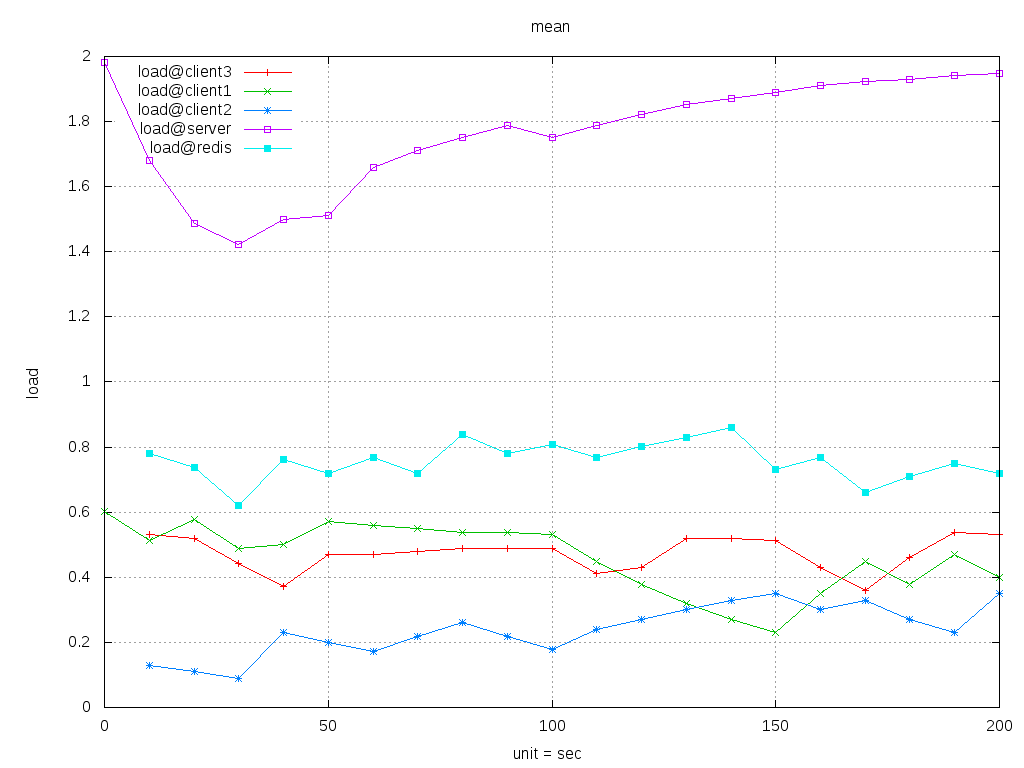 mean
load
2
1.8
1.6
1.4
1.2
1
0.8
0.6
0.4
0.2
0
load@client3
load@client1
load@client2
load@server
load@redis
0 50 100 150 200
unit = sec